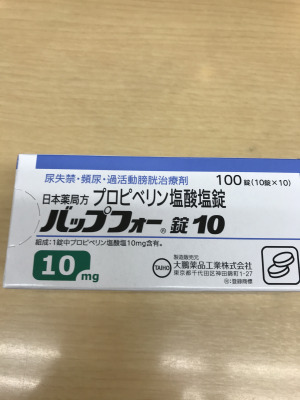 尿失禁・頻尿・過活動膀胱治療剤
100錠(10錠×10)
日本薬局方 プロピベリン塩酸塩錠
バップフォー®錠10
組成:1錠中プロピベリン塩酸塩10mg含有。
10mg
製造販売元
TAIHO 大鵬薬品工業株式会社
東京都千代田区神田錦町1-27
®:登録商標